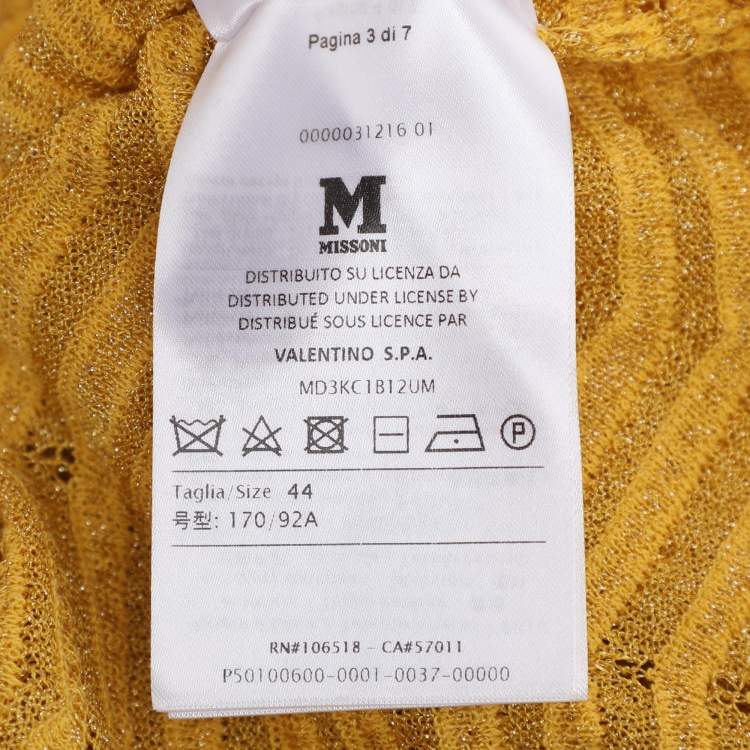 Pagina 3 di 7
0000031216 01
M
MISSONI
DISTRIBUITO SU LICENZA DA
DISTRIBUTED UNDER LICENSE BY
DISTRIBUÉ SOUS LICENCE PAR
VALENTINO S.P.A.
MD3KC1B12UM
P
Taglia/Size 44
号型: 170/92A
RN#106518 - CA#57011
P50100600-0001-0037-00000